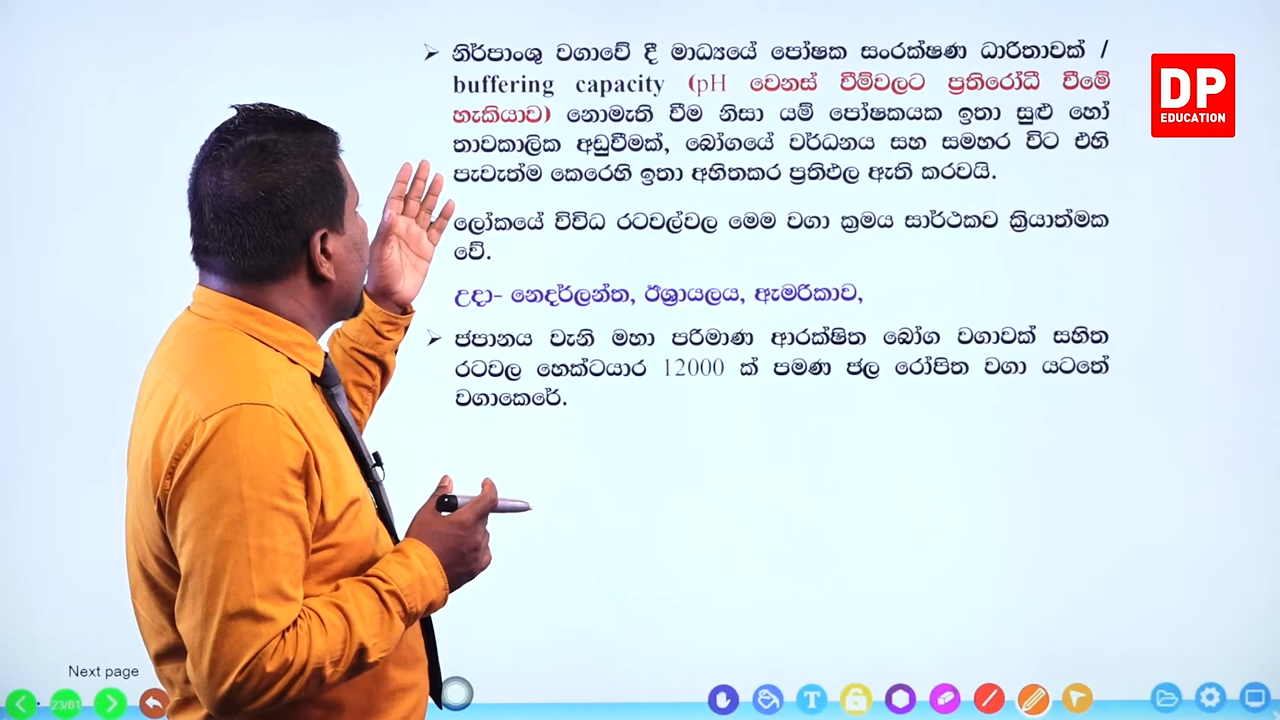 ➢ නිර්පාංශු වගාවේ දී මාධ්‍යයේ පෝෂක සංරක්ෂණ ධාරිතාවක් /
buffering capacity (pH වෙනස් වීම්වලට ප්‍රතිරෝධී වීමේ
හැකියාව) නොමැති වීම නිසා යම් පෝෂකයක ඉතා සුළු හෝ
තාවකාලික අඩුවීමක්, බෝගයේ වර්ධනය සහ සමහර විට එහි
පැවැත්ම කෙරෙහි ඉතා අහිතකර ප්‍රතිඵල ඇති කරවයි.
ලෝකයේ විවිධ රටවල්වල මෙම වගා ක්‍රමය සාර්ථකව ක්‍රියාත්මක
වේ.
උදා- නෙදර්ලන්ත, ඊශ්‍රායලය, ඇමරිකාව,
➢ ජපානය වැනි මහා පරිමාණ ආරක්ෂිත බෝග වගාවක් සහිත
රටවල හෙක්ටයාර 12000 ක් පමණ ජල රෝපිත වගා යටතේ
වගාකෙරේ.
DP
EDUCATION
Next page
23/61